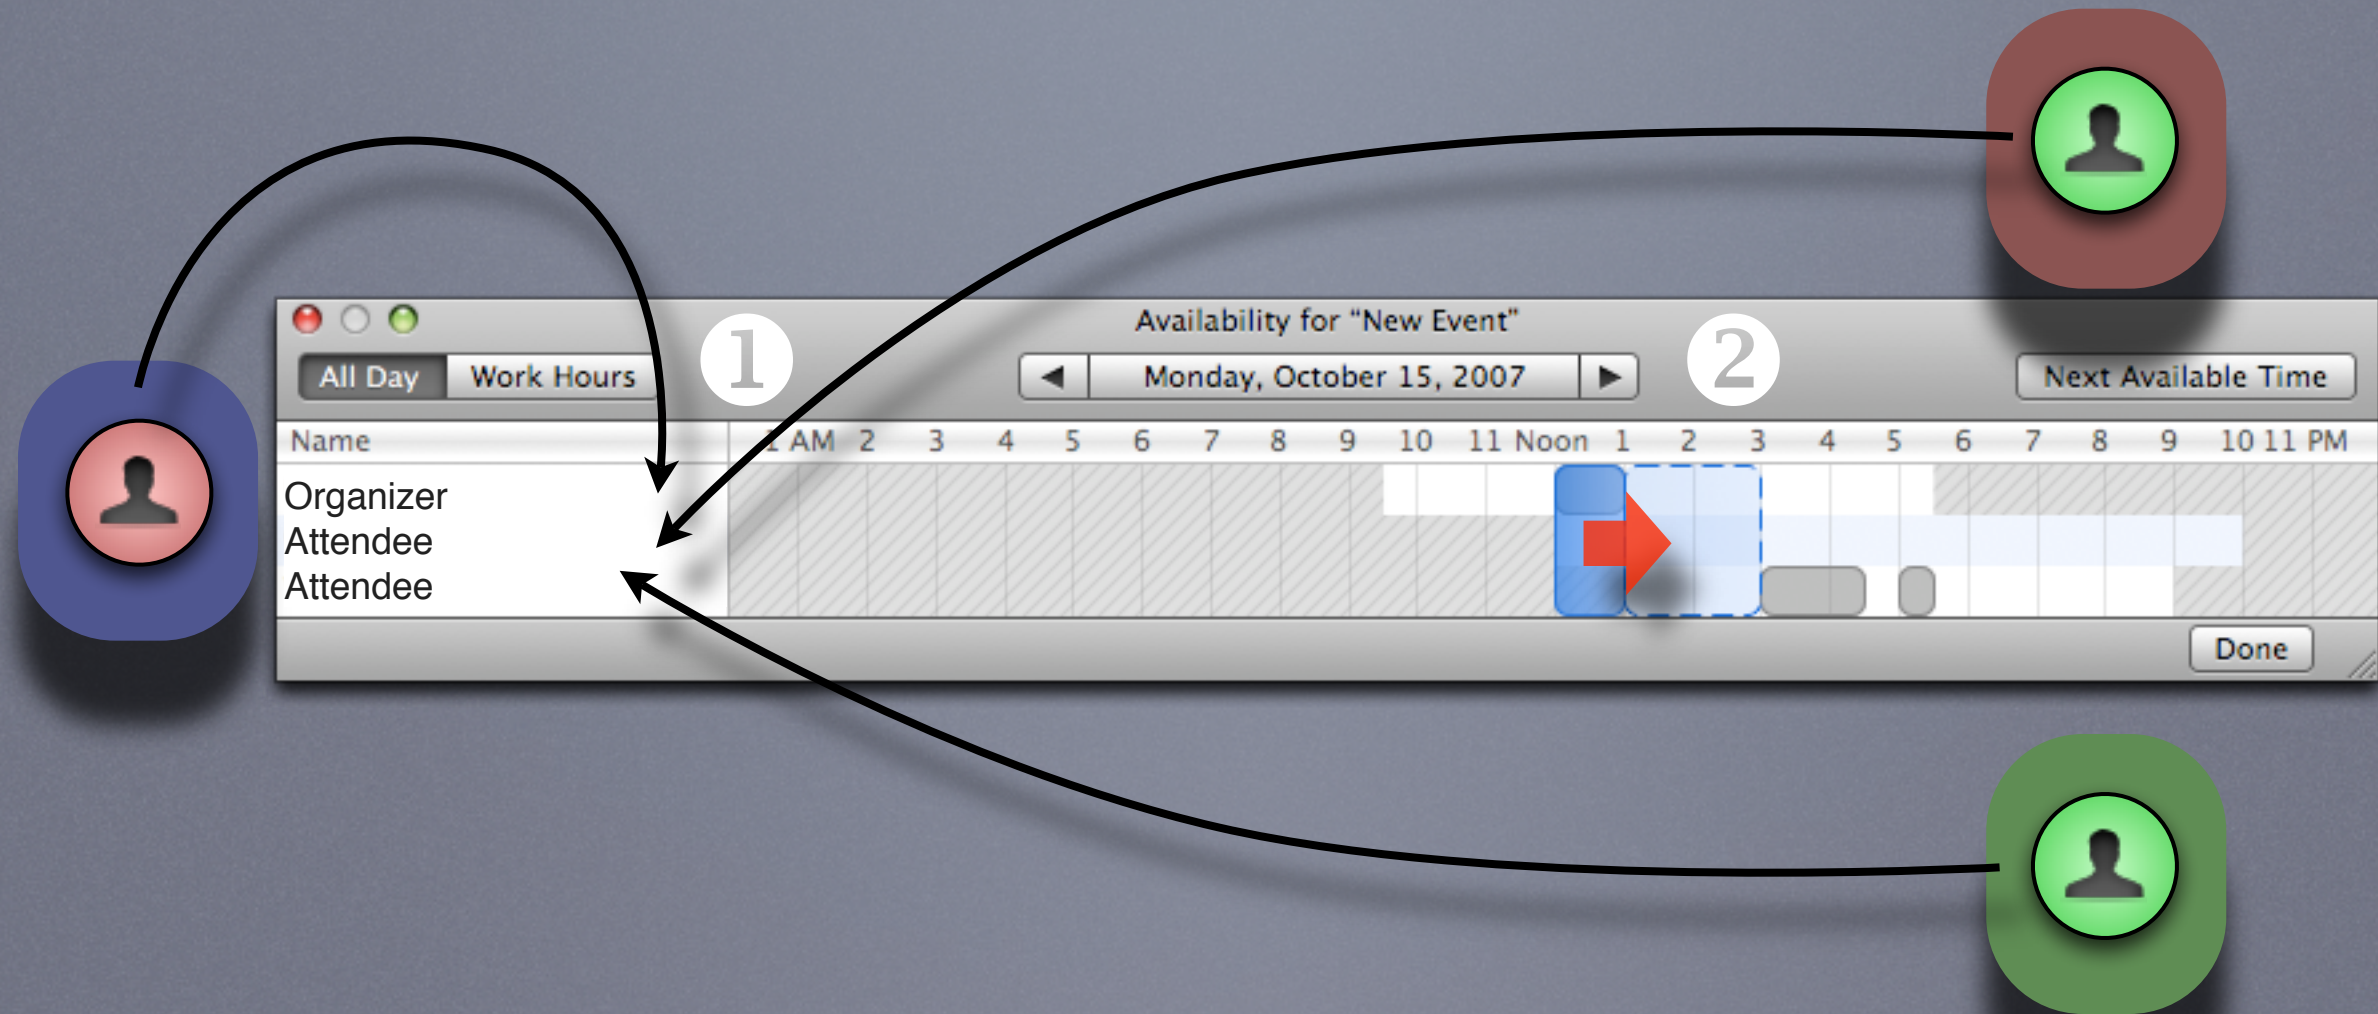 Availability for “New Event”
❶
❷
All Day
Work Hours
Monday, October 15, 2007
Next Available Time
Name
1 AM 2 3 4 5 6 7 8 9 10 11 Noon 1 2 3 4 5 6 7 8 9 10 11 PM
Organizer
Attendee
Attendee
Done